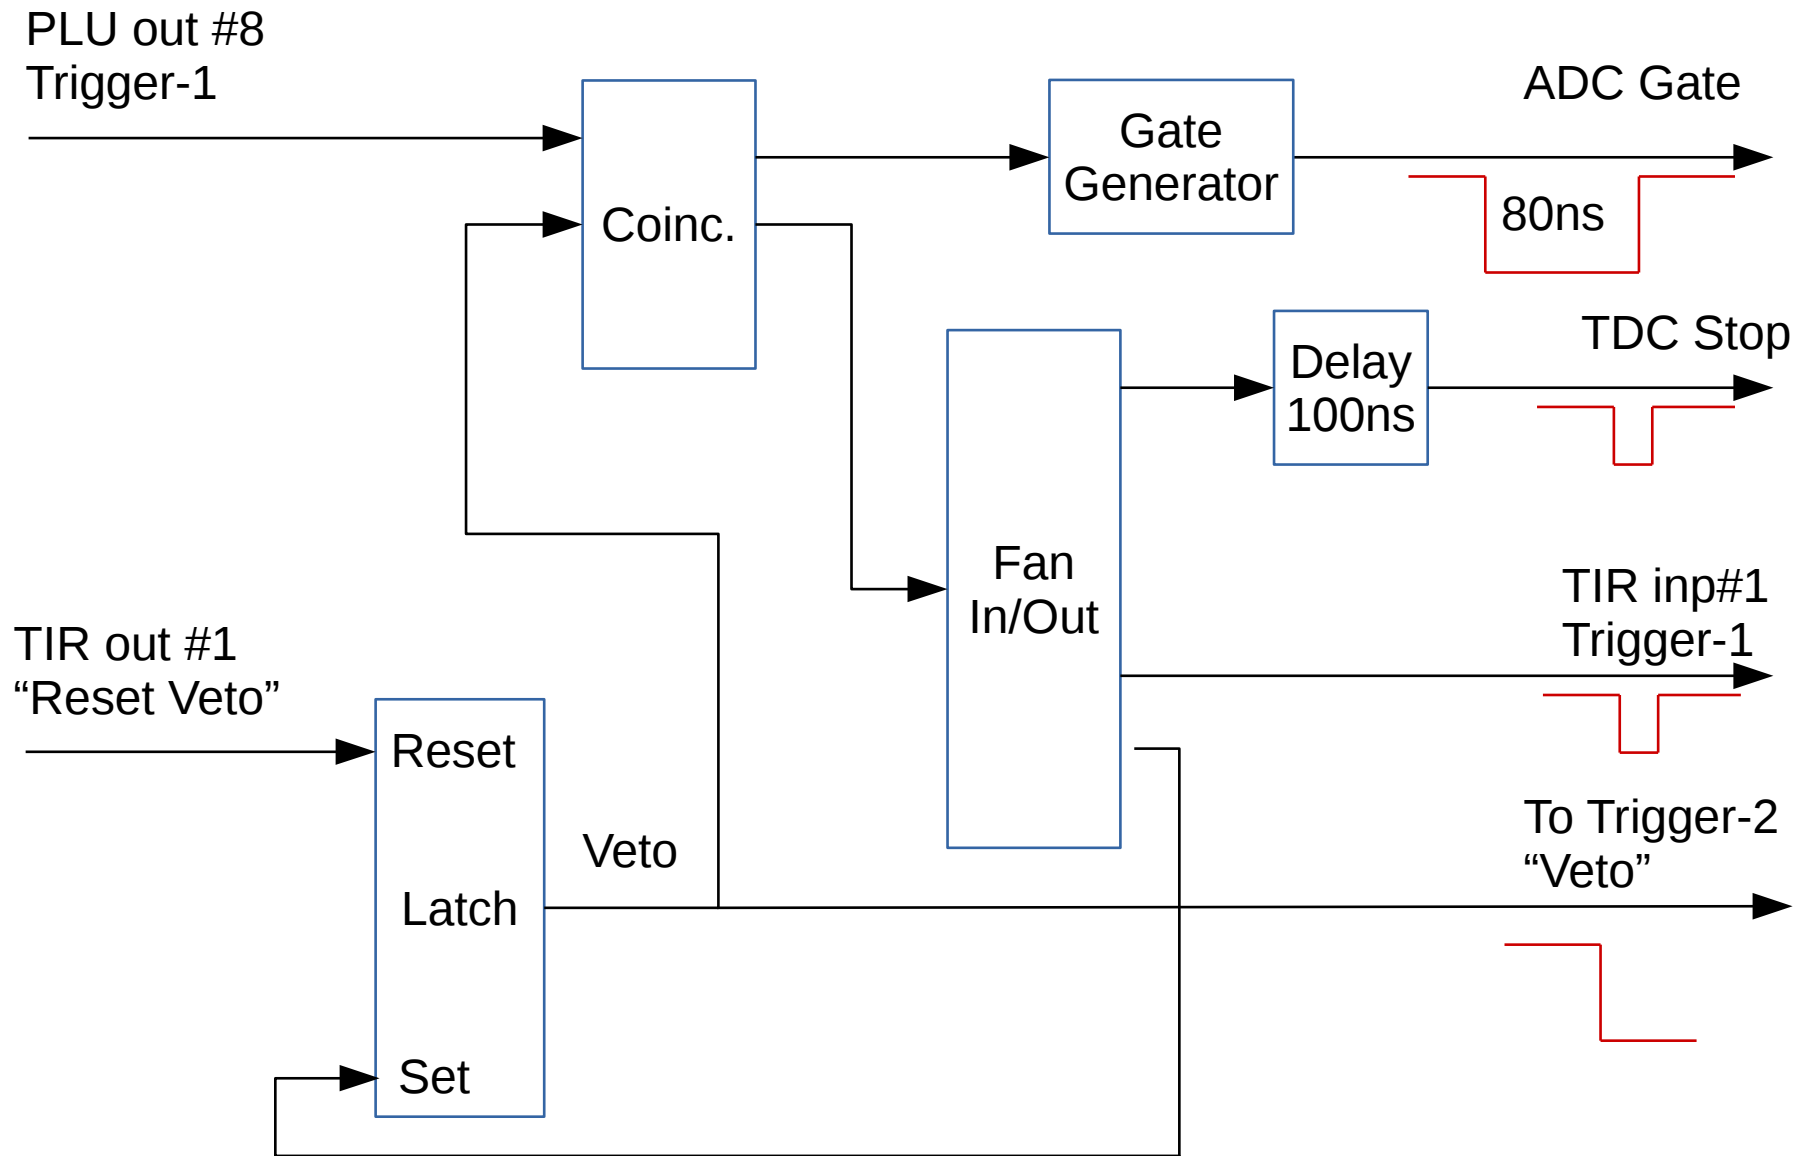 PLU out #8
Trigger-1
Coinc.
Gate
Generator
ADC Gate
80ns
Delay
100ns
TDC Stop
Fan
In/Out
TIR inp#1
Trigger-1
TIR out #1
“Reset Veto”
Reset
Latch
Set
Veto
To Trigger-2
“Veto”